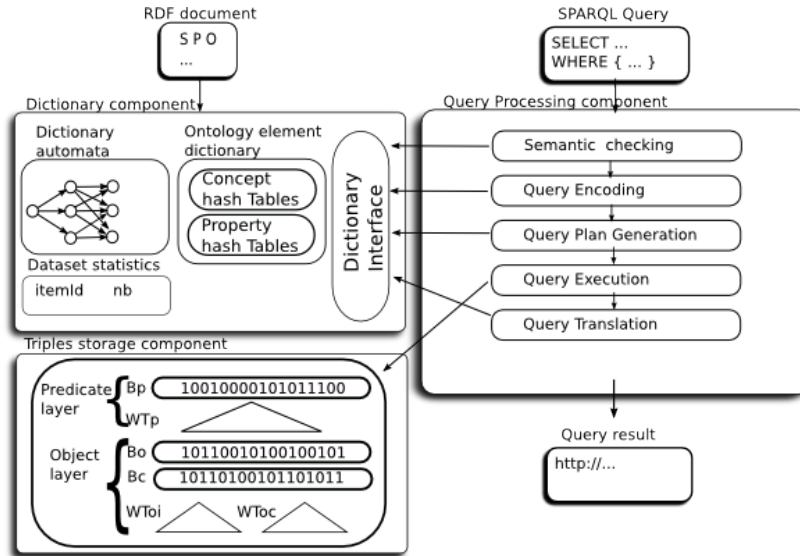 RDF document
S P O
...
SPARQL Query
SELECT ...
WHERE { ... }
Dictionary component
Dictionary
automata
Ontology element
dictionary
Concept
hash Tables
Property
hash Tables
Dictionary
Interface
Dataset statistics
itemId nb
Query Processing component
Semantic checking
Query Encoding
Query Plan Generation
Query Execution
Query Translation
Triples storage component
Predicate
layer
Bp
10010000101011100
WTp
Object
layer
Bo
10110010100100101
Bc
10110100101101011
WToi
WToc
Query result
http://...